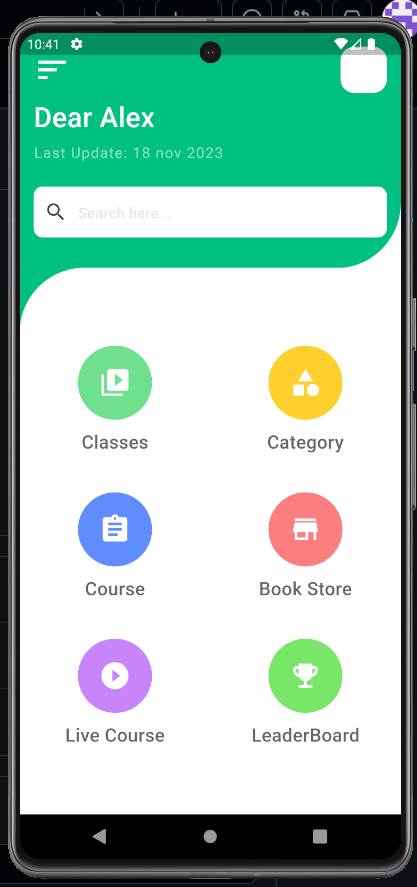 10:41
Dear Alex
Last Update: 18 nov 2023
Search here...
Classes
Category
Course
Book Store
Live Course
LeaderBoard